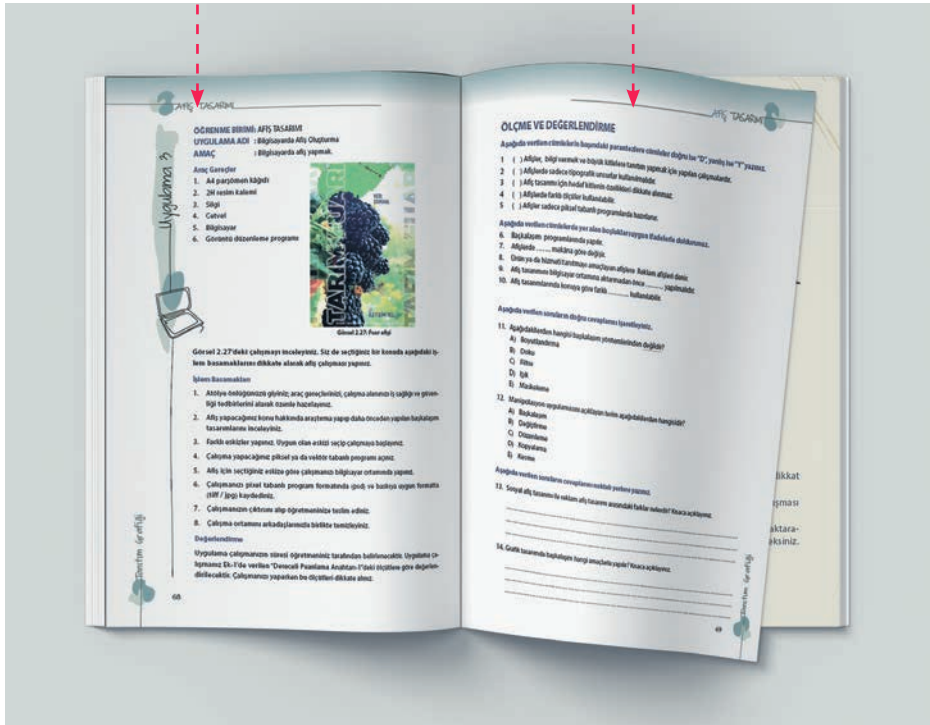 AFİŞ TASARIMI
Uygulama 3
ÖĞRENME BİRİMİ: AFİŞ TASARIMI
UYGULAMA ADI : Bilgisayarda Afiş Oluşturma
AMAÇ : Bilgisayarda afiş yapmak.
Araç Gereçler
1. A4 parşömen kâğıdı
2. 2H resim kalemi
3. Silgi
4. Cetvel
5. Bilgisayar
6. Görüntü düzenleme programı
TARIM FUARI
Görsel 2.27: Fuar afişi
Görsel 2.27'deki çalışmayı inceleyiniz. Siz de seçtiğiniz bir konuda aşağıdaki iş-
lem basamaklarını dikkate alarak afiş çalışması yapınız.
İşlem Basamakları
1. Atölye önlüğünüzü giyiniz; araç gereçlerinizi, çalışma alanınızı iş sağlığı ve güven-
liği tedbirlerini alarak özenle hazırlayınız.
2. Afiş yapacağınız konu hakkında araştırma yapıp daha önceden yapılan başkalaşım
tasarımlarını inceleyiniz.
3. Farklı eskizler yapınız. Uygun olan eskizi seçip çalışmaya başlayınız.
4. Çalışma yapacağınız piksel ya da vektör tabanlı programı açınız.
5. Afiş için seçtiğiniz eskize göre çalışmanızı bilgisayar ortamında yapınız.
6. Çalışmanızı pixel tabanlı program formatında (psd) ve baskıya uygun formatta
(tiff / jpg) kaydediniz.
7. Çalışmanızın çıktısını alıp öğretmeninize teslim ediniz.
8. Çalışma ortamını arkadaşlarınızla birlikte temizleyiniz.
Değerlendirme
Uygulama çalışmanızın süresi öğretmeniniz tarafından belirlenecektir. Uygulama ça-
lışmanız Ek-1'de verilen "Dereceli Puanlama Anahtarı-1"deki ölçütlere göre değerlen-
dirilecektir. Çalışmanızı yaparken bu ölçütleri dikkate alınız.
Tanıtım Grafiği
68
AFİŞ TASARIMI
ÖLÇME VE DEĞERLENDİRME
Aşağıda verilen cümlelerin başındaki parantezlere cümleler doğru ise "D", yanlış ise "Y" yazınız.
1 ( ) Afişler, bilgi vermek ve büyük kitlelere tanıtım yapmak için yapılan çalışmalardır.
2 ( ) Afişlerde sadece tipografik unsurlar kullanılmalıdır.
3 ( ) Afiş tasarımı için hedef kitlenin özellikleri dikkate alınmaz.
4 ( ) Afişlerde farklı ölçüler kullanılabilir.
5 ( ) Afişler sadece piksel tabanlı programlarda hazırlanır.
Aşağıda verilen cümlelerde yer alan boşlukları uygun ifadelerle doldurunuz.
6. Başkalaşım programlarında yapılır.
7. Afişlerde ........ mekâna göre değişir.
8. Ürün ya da hizmeti tanıtmayı amaçlayan afişlere Reklam afişleri denir.
9. Afiş tasarımını bilgisayar ortamına aktarmadan önce ........ yapılmalıdır.
10. Afiş tasarımlarında konuya göre farklı ........ kullanılabilir.
Aşağıda verilen soruların doğru cevaplarını işaretleyiniz.
11. Aşağıdakilerden hangisi başkalaşım yöntemlerinden değildir?
A) Boyutlandırma
B) Doku
C) Filtre
D) Işık
E) Maskeleme
12. Manipülasyon uygulamasını açıklayan terim aşağıdakilerden hangisidir?
A) Başkalaşım
B) Değiştirme
C) Düzenleme
D) Kopyalama
E) Kesme
Aşağıda verilen soruların cevaplarını noktalı yerlere yazınız.
13. Sosyal afiş tasarımı ile reklam afiş tasarım arasındaki farklar nelerdir? Kısaca açıklayınız.
14. Grafik tasarımda başkalaşım hangi amaçlarla yapılır? Kısaca açıklayınız.
Tanıtım Grafiği
69
dikkat
aktara-
eksiniz.